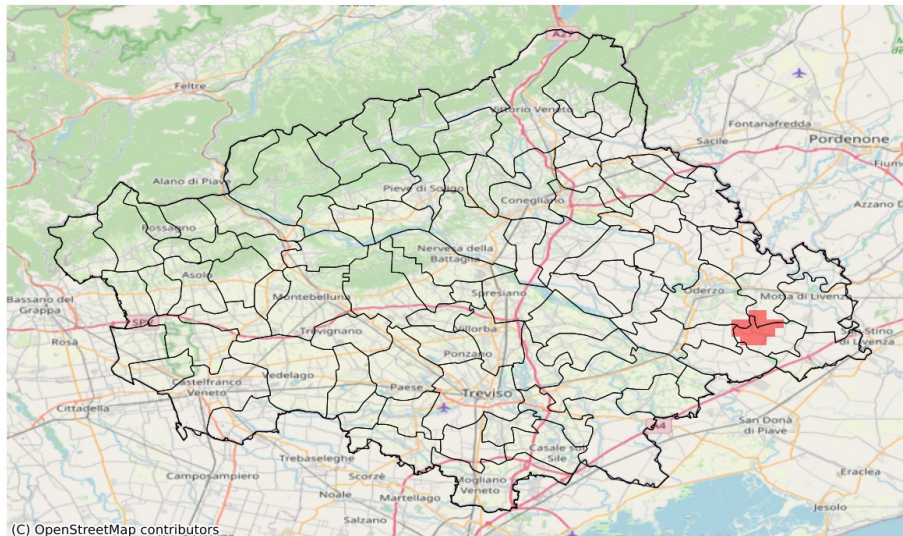 A27
Feltre
Vittorio Veneto
Fontanafredda
Sacile
Pordenone
Alano di Piave
Pieve di Soligo
Conegliano
Azzano D
Possagno
Nervesa della
Battaglia
Asolo
Bassano del
Grappa
Montebelluna
Spresiano
Oderzo
Motta di Livenza
Rosà
Trevignano
Villorba
di Livenza
Ponzano
Castelfranco
Veneto
Vedelago
Paese
Treviso
Cittadella
A4
San Donà
di Piave
Casale sul
Sile
Trebaseleghe
Camposampiero
Scorzè
Mogliano
Veneto
Eraclea
Noale
Martellago
Jesolo
Salzano
(C) OpenStreetMap contributors